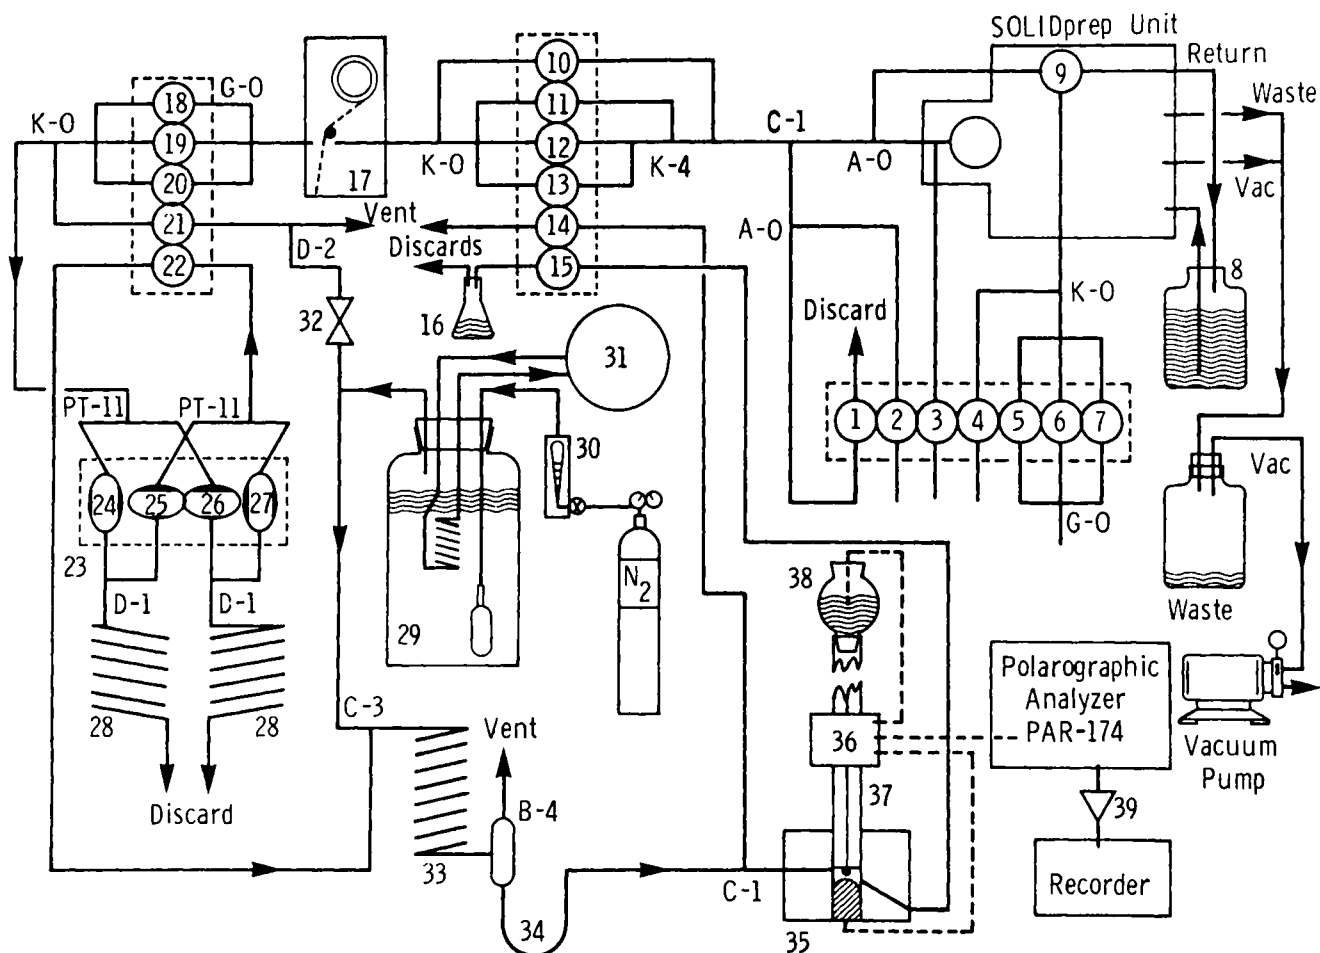 SOLIDprep Unit
Return
Waste
Vac
10
11
12
13
14
15
9
18
19
20
21
22
G-O
K-O
17
K-O
K-4
C-1
A-O
A-O
Vent
Discards
D-2
16
8
K-O
Discard
32
31
1
2
3
4
5
6
7
PT-11
PT-11
30
Vac
24
25
26
27
G-O
23
N2
38
D-1
D-1
29
Waste
28
28
C-3
Vent
36
Polarographic
Analyzer
PAR-174
Vacuum
Pump
Discard
B-4
37
39
33
34
C-1
35
Recorder